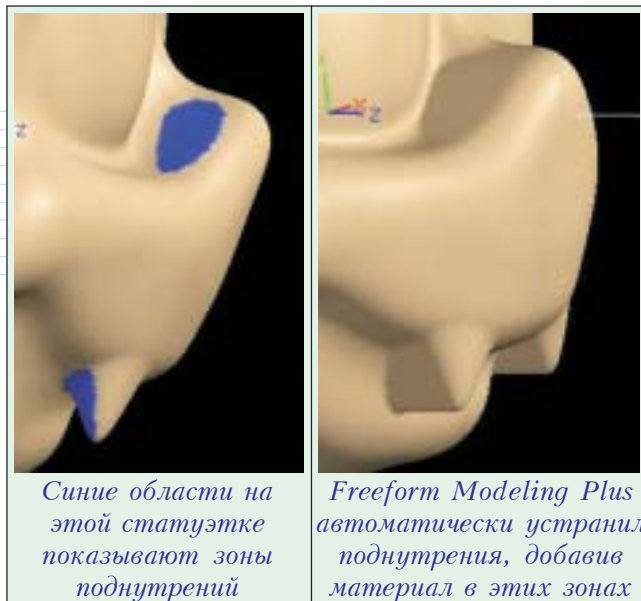 Z
X
Z
Синие области на
этой статуэтке
показывают зоны
поднутрений
Freeform Modeling Plus
автоматически устранил
поднутрения, добавив
материал в этих зонах